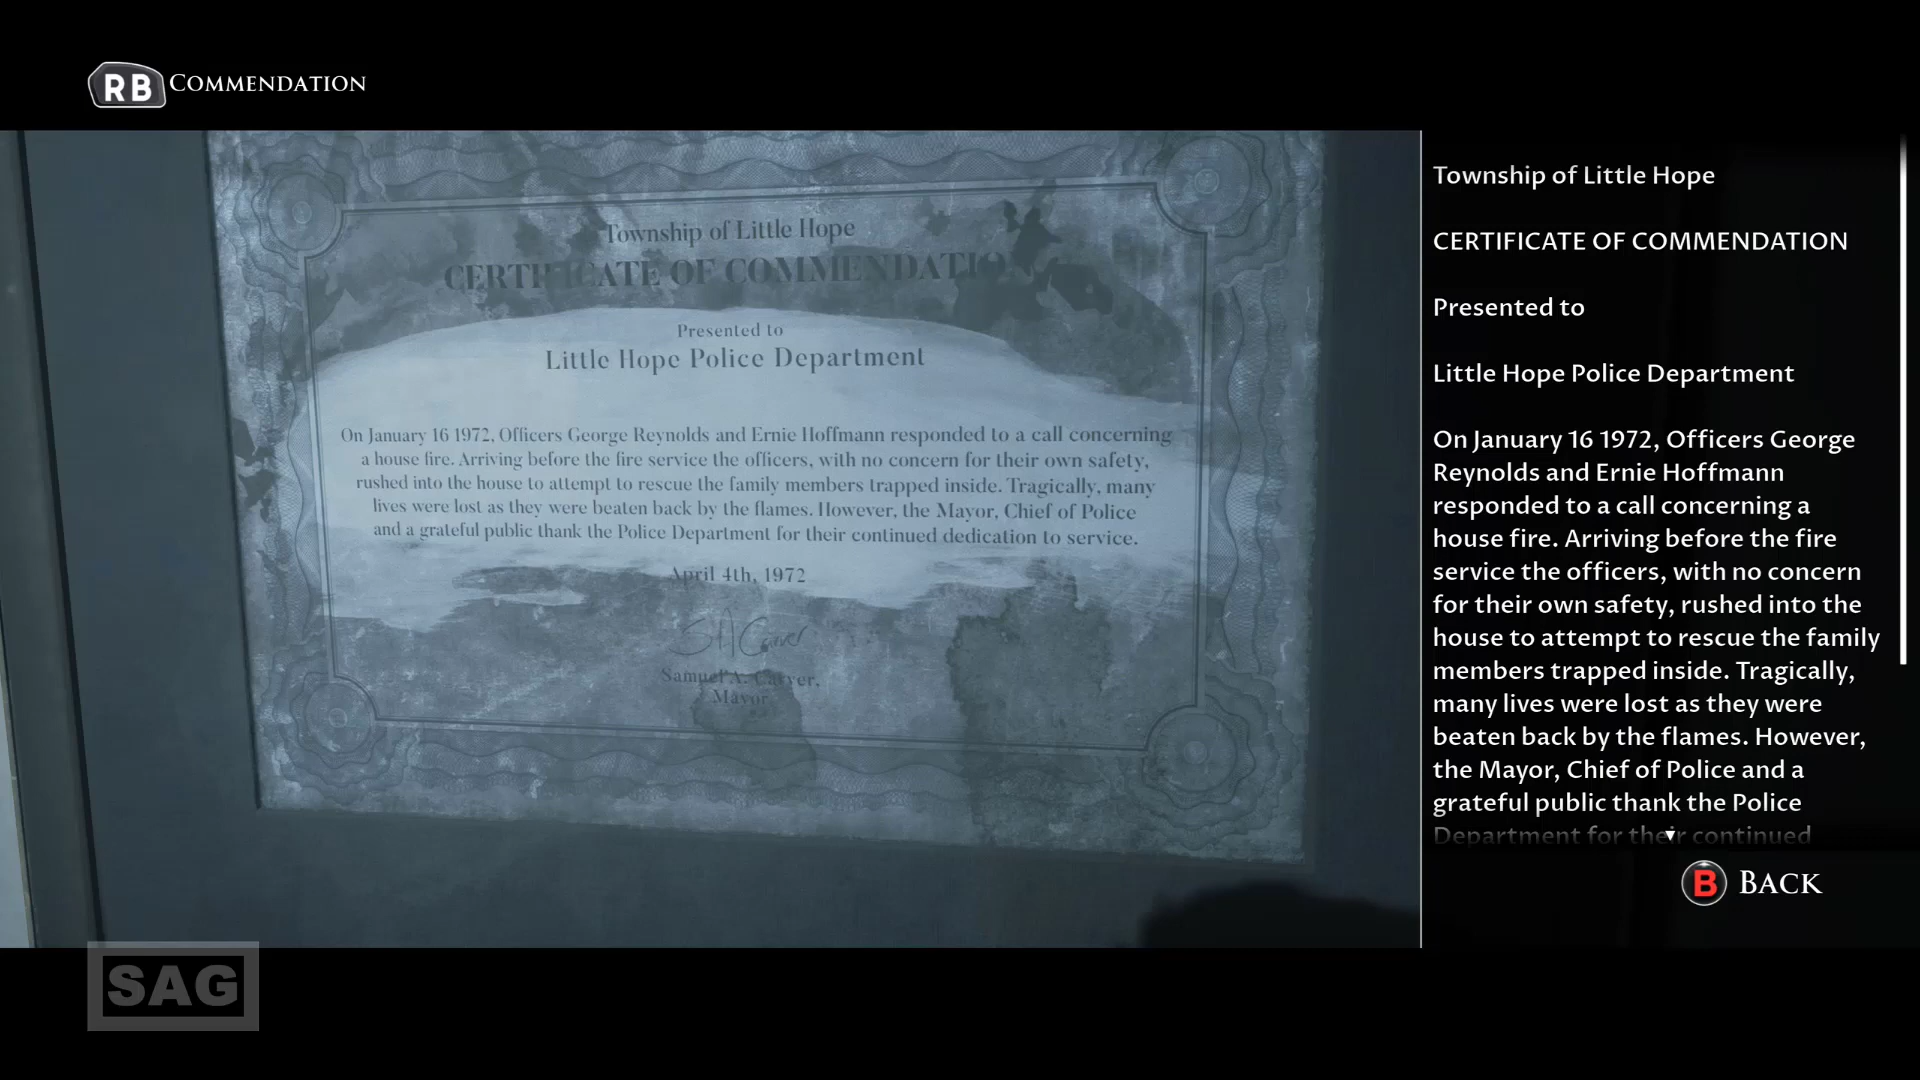 RB COMMENDATION
Township of Little Hope
CERTIFICATE OF COMMENDATIO
Presented to
Little Hope Police Department
On January 16 1972, Officers George Reynolds and Ernie Hoffmann responded to a call concerning
a house fire. Arriving before the fire service the officers, with no concern for their own safety,
rushed into the house to attempt to rescue the family members trapped inside. Tragically, many
lives were lost as they were beaten back by the flames. However, the Mayor, Chief of Police
and a grateful public thank the Police Department for their continued dedication to service.
April 4th, 1972
SACarver
Samuel A. Carver,
Mayor
Township of Little Hope
CERTIFICATE OF COMMENDATION
Presented to
Little Hope Police Department
On January 16 1972, Officers George
Reynolds and Ernie Hoffmann
responded to a call concerning a
house fire. Arriving before the fire
service the officers, with no concern
for their own safety, rushed into the
house to attempt to rescue the family
members trapped inside. Tragically,
many lives were lost as they were
beaten back by the flames. However,
the Mayor, Chief of Police and a
grateful public thank the Police
Department for their continued
B BACK
SAG